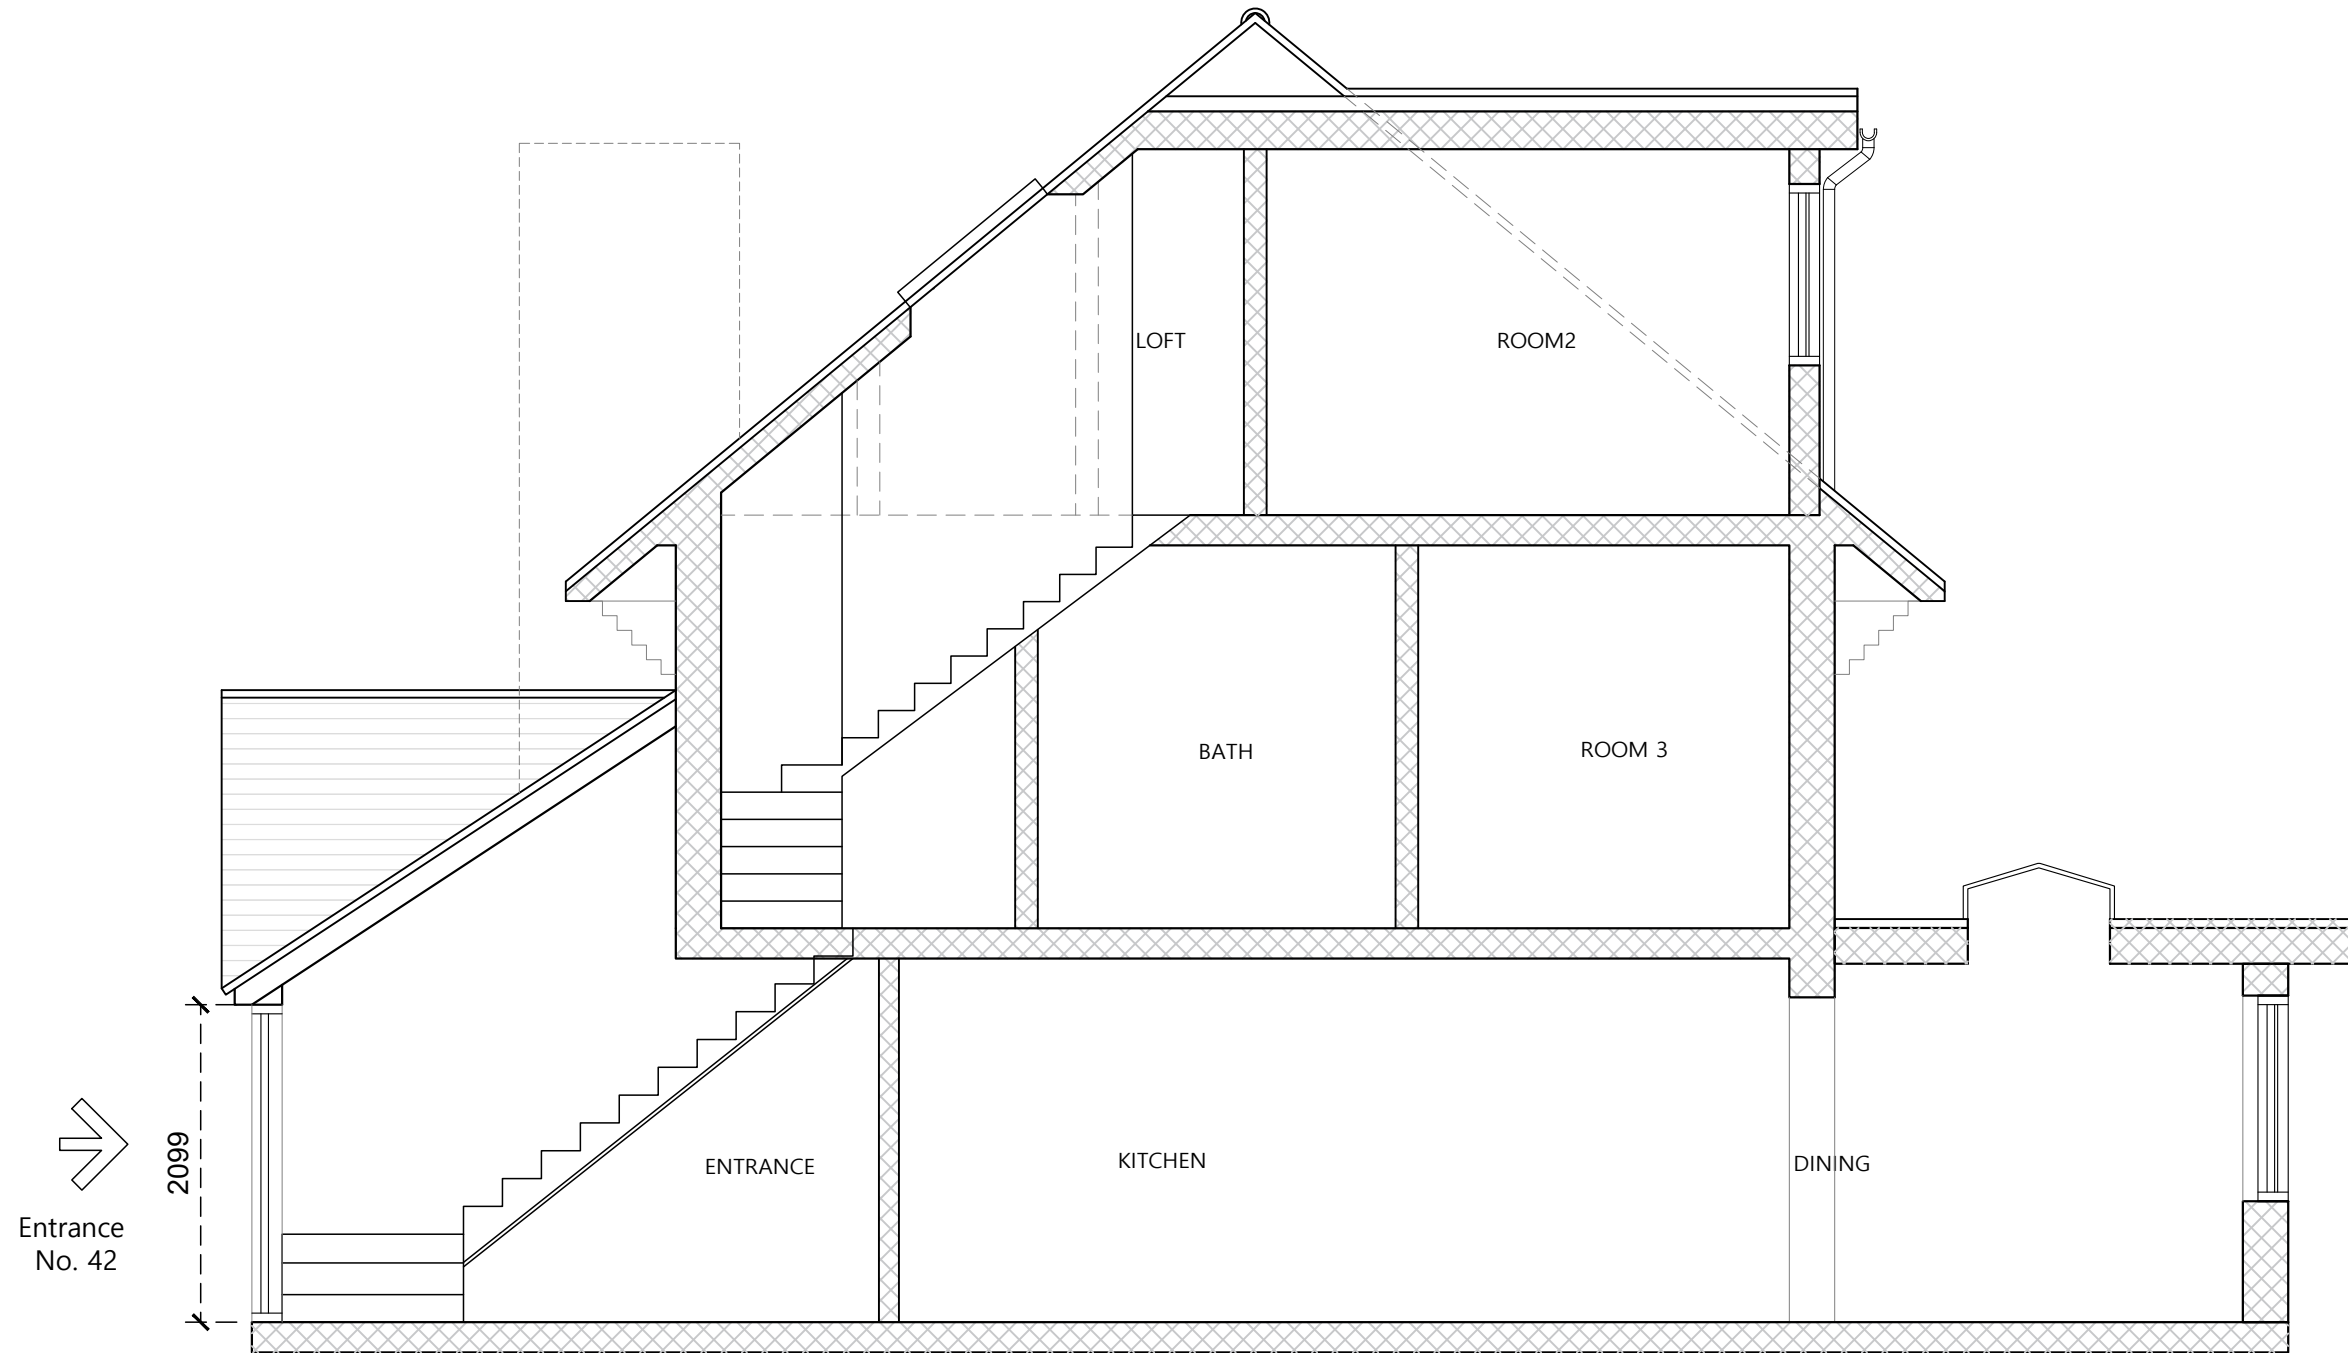 LOFT
ROOM2
BATH
ROOM 3
2099
ENTRANCE
KITCHEN
DINING
Entrance
No. 42